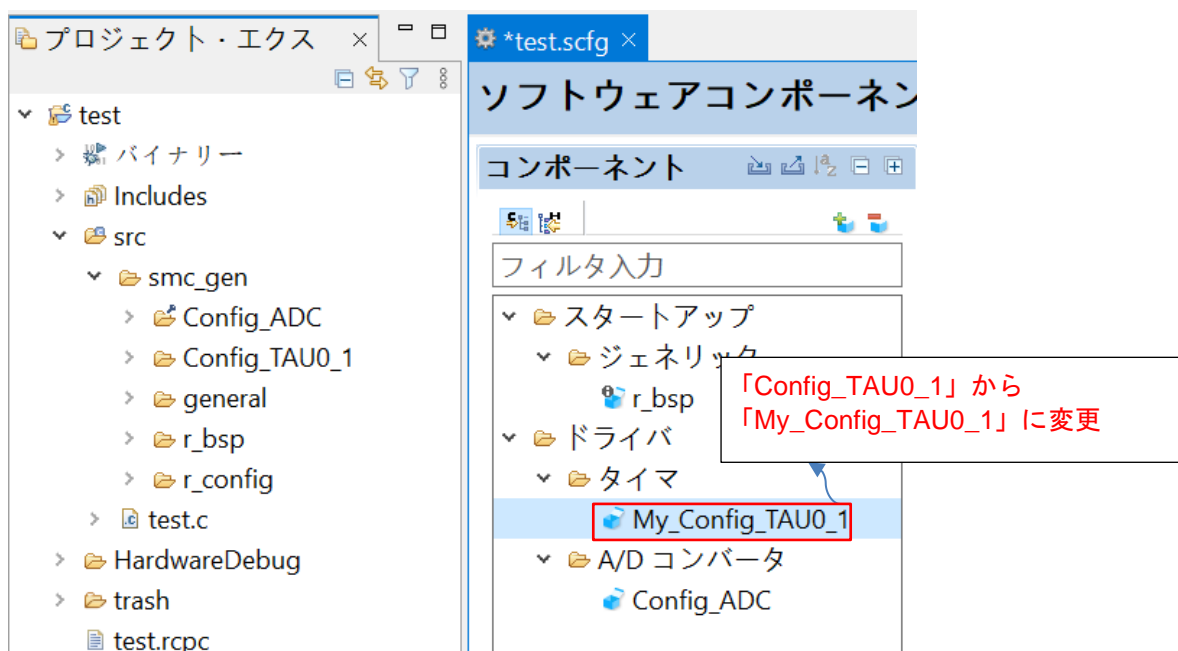 プロジェクト・エクス
test
バイナリー
Includes
src
smc_gen
Config_ADC
Config_TAU0_1
general
r_bsp
r_config
test.c
HardwareDebug
trash
test.rcpc
*test.scfg
ソフトウェアコンポーネン
コンポーネント
フィルタ入力
スタートアップ
ジェネリック
r_bsp
ドライバ
タイマ
My_Config_TAU0_1
A/D コンバータ
Config_ADC
「Config_TAU0_1」から
「My_Config_TAU0_1」に変更